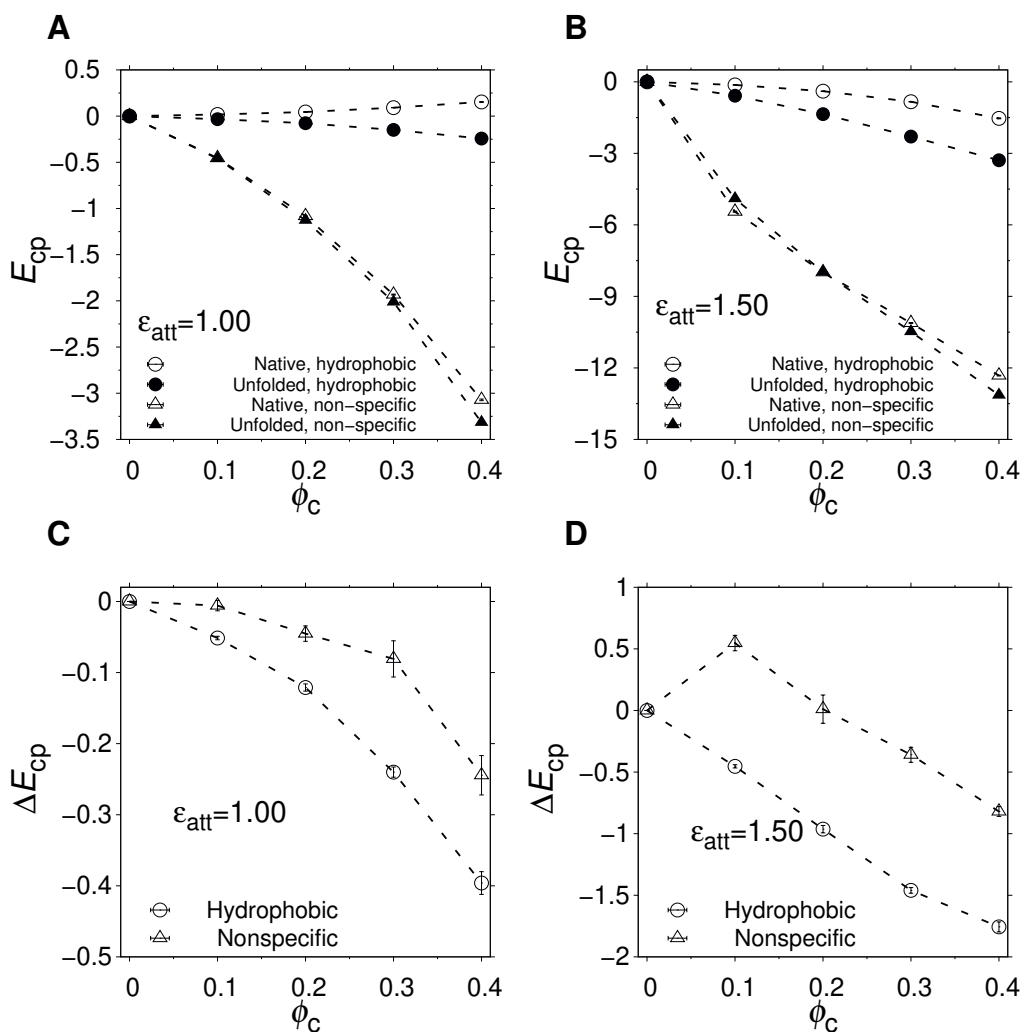 A
0.5
0
−0.5
−1
−1.5
−2
−2.5
−3
−3.5
E_cp
ε_att=1.00
Native, hydrophobic
Unfolded, hydrophobic
Native, non−specific
Unfolded, non−specific
0 0.1 0.2 0.3 0.4
ϕ_c
B
0
−3
−6
−9
−12
−15
E_cp
ε_att=1.50
Native, hydrophobic
Unfolded, hydrophobic
Native, non−specific
Unfolded, non−specific
0 0.1 0.2 0.3 0.4
ϕ_c
C
0
−0.1
−0.2
−0.3
−0.4
−0.5
ΔE_cp
ε_att=1.00
Hydrophobic
Nonspecific
0 0.1 0.2 0.3 0.4
ϕ_c
D
1
0.5
0
−0.5
−1
−1.5
−2
ΔE_cp
ε_att=1.50
Hydrophobic
Nonspecific
0 0.1 0.2 0.3 0.4
ϕ_c